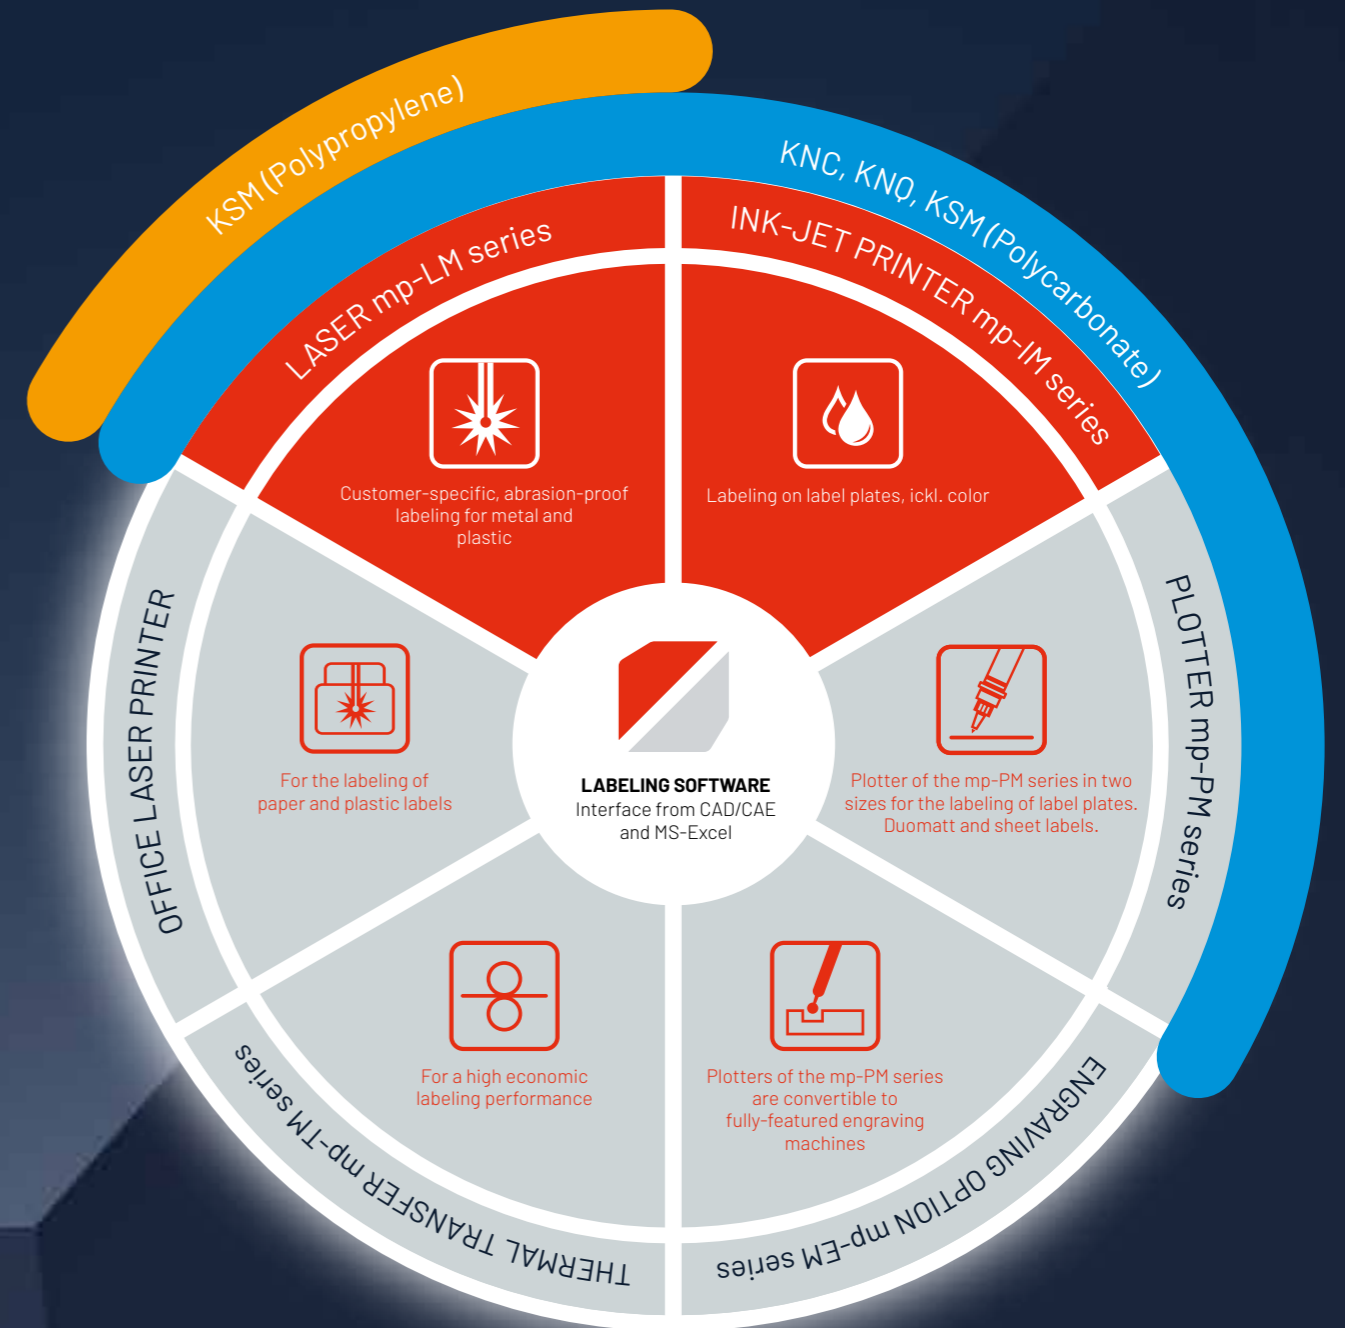 KSM (Polypropylene)
KNC, KNQ, KSM (Polycarbonate)
LASER mp-LM series
INK-JET PRINTER mp-IM series
Customer-specific, abrasion-proof
labeling for metal and
plastic
Labeling on label plates, ickl. color
OFFICE LASER PRINTER
For the labeling of
paper and plastic labels
LABELING SOFTWARE
Interface from CAD/CAE
and MS-Excel
Plotter of the mp-PM series in two
sizes for the labeling of label plates.
Duomatt and sheet labels.
PLOTTER mp-PM series
For a high economic
labeling performance
Plotters of the mp-PM series
are convertible to
fully-featured engraving
machines
THERMAL TRANSFER mp-TM series
ENGRAVING OPTION mp-EM series